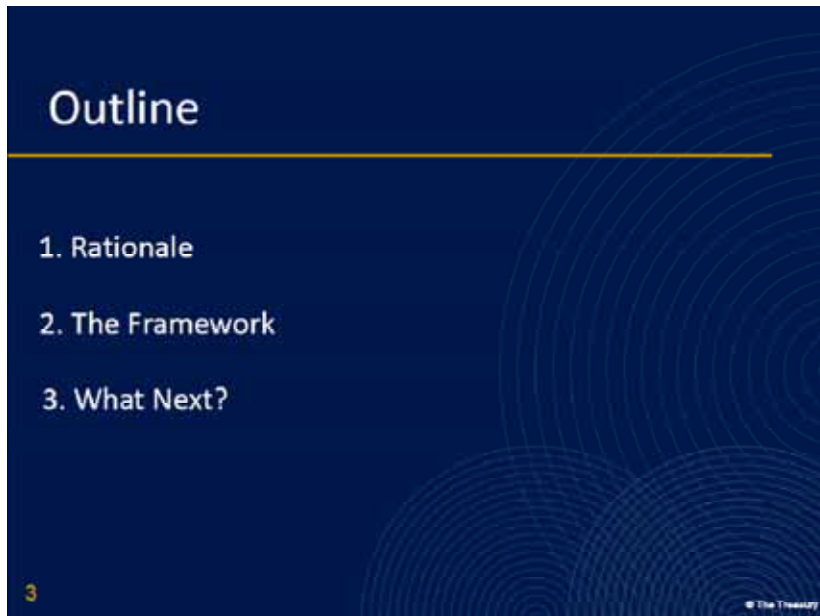 Outline
1. Rationale
2. The Framework
3. What Next?
3
© The Treasury